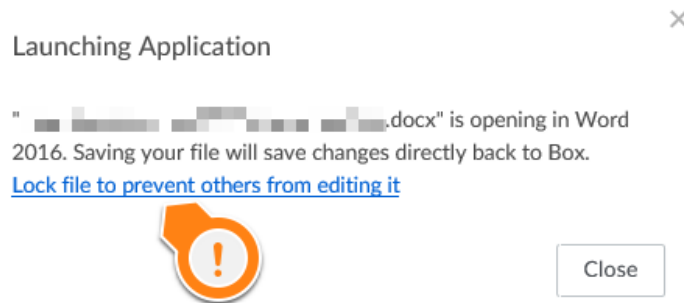 Launching Application
" .docx" is opening in Word
2016. Saving your file will save changes directly back to Box.
Lock file to prevent others from editing it
!
Close